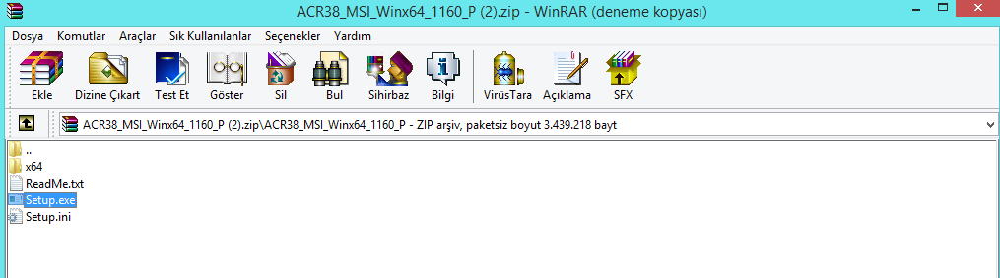 ACR38_MSI_Winx64_1160_P (2).zip - WinRAR (deneme kopyası)
Dosya Komutlar Araçlar Sık Kullanılanlar Seçenekler Yardım
Ekle Dizine Çıkart Test Et Göster Sil Bul Sihirbaz Bilgi VirüsTara Açıklama SFX
ACR38_MSI_Winx64_1160_P (2).zip\ACR38_MSI_Winx64_1160_P - ZIP arşiv, paketsiz boyut 3.439.218 bayt
..
x64
ReadMe.txt
Setup.exe
Setup.ini